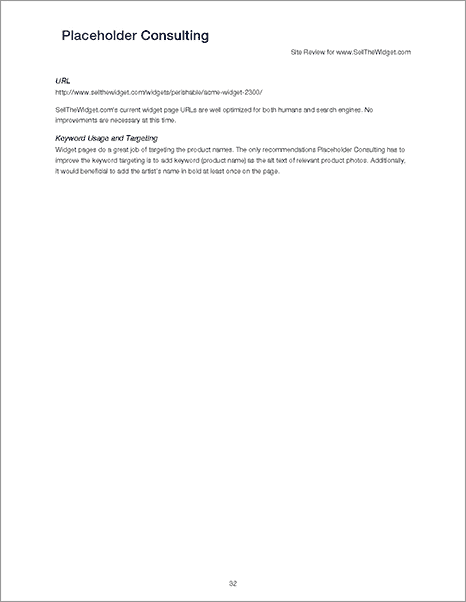 Placeholder Consulting
Site Review for www.SellTheWidget.com
URL
http://www.sellthewidget.com/widgets/perishable/acme-widget-2300/
SellTheWidget.com's current widget page URLs are well optimized for both humans and search engines. No
improvements are necessary at this time.
Keyword Usage and Targeting
Widget pages do a great job of targeting the product names. The only recommendations Placeholder Consulting has to
improve the keyword targeting is to add keyword (product name) as the alt text of relevant product photos. Additionally,
it would beneficial to add the artist's name in bold at least once on the page.
32